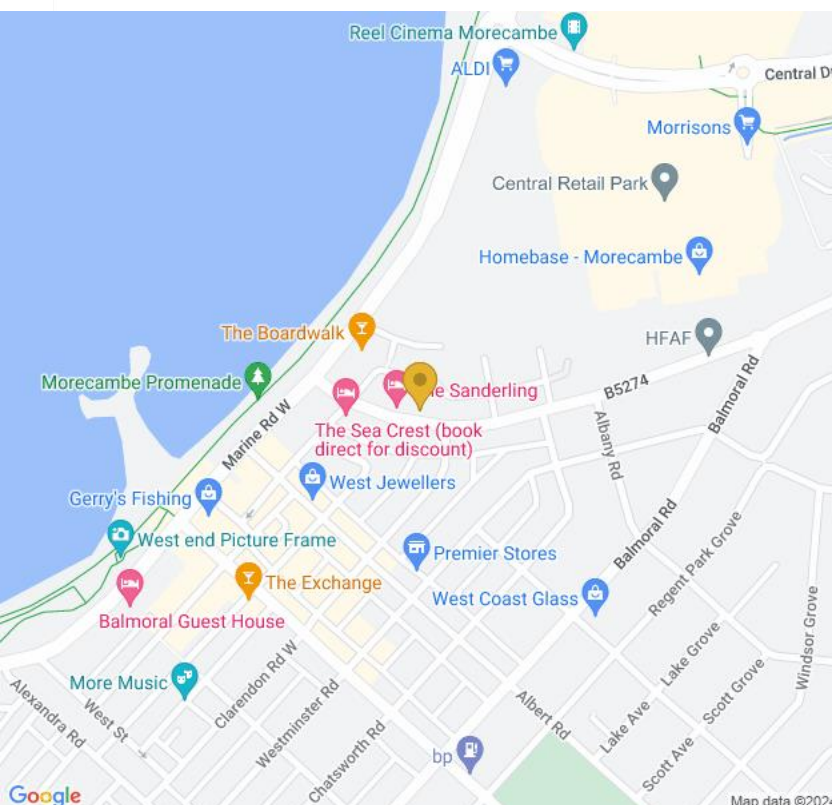 Reel Cinema Morecambe
ALDI
Central D
Morrisons
Central Retail Park
Homebase - Morecambe
The Boardwalk
HFAF
Morecambe Promenade
e Sanderling
B5274
Balmoral Rd
The Sea Crest (book
direct for discount)
Albany Rd
Marine Rd W
West Jewellers
Gerry's Fishing
West end Picture Frame
Premier Stores
Balmoral Rd
Regent Park Grove
The Exchange
West Coast Glass
Balmoral Guest House
Windsor Grove
Lake Grove
More Music
Clarendon Rd W
Scott Grove
Alexandra Rd
West St
Westminster Rd
Albert Rd
Lake Ave
Chatsworth Rd
bp
Scott Ave
Google
Map data ©2024